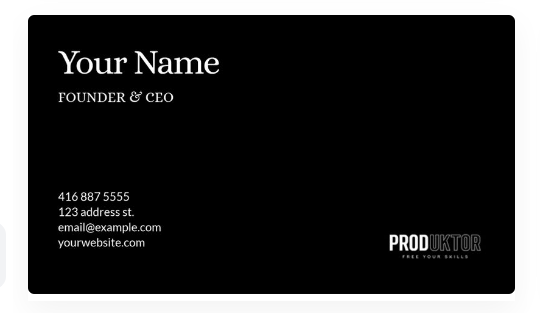 Your Name
FOUNDER & CEO
416 887 5555
123 address st.
email@example.com
yourwebsite.com
PRODUKTOR
FREE YOUR SKILLS